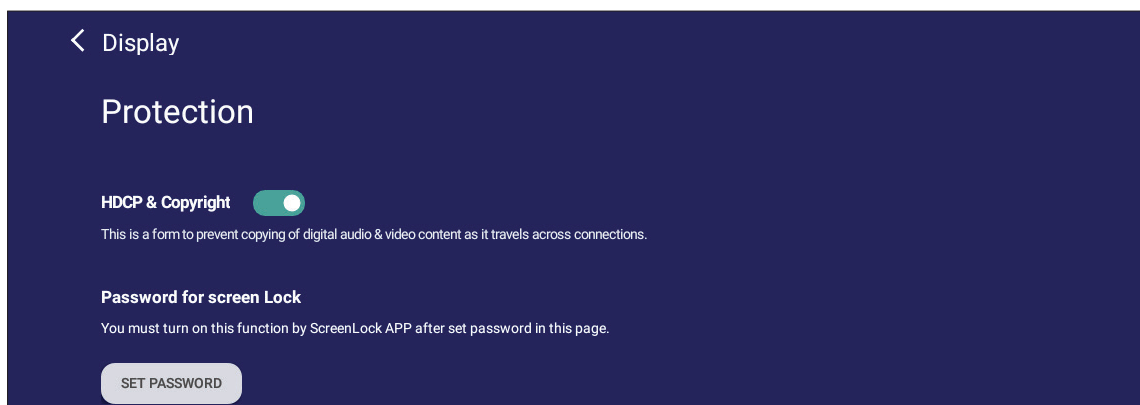 Display
Protection
HDCP & Copyright
This is a form to prevent copying of digital audio & video content as it travels across connections.
Password for screen Lock
You must turn on this function by ScreenLock APP after set password in this page.
SET PASSWORD